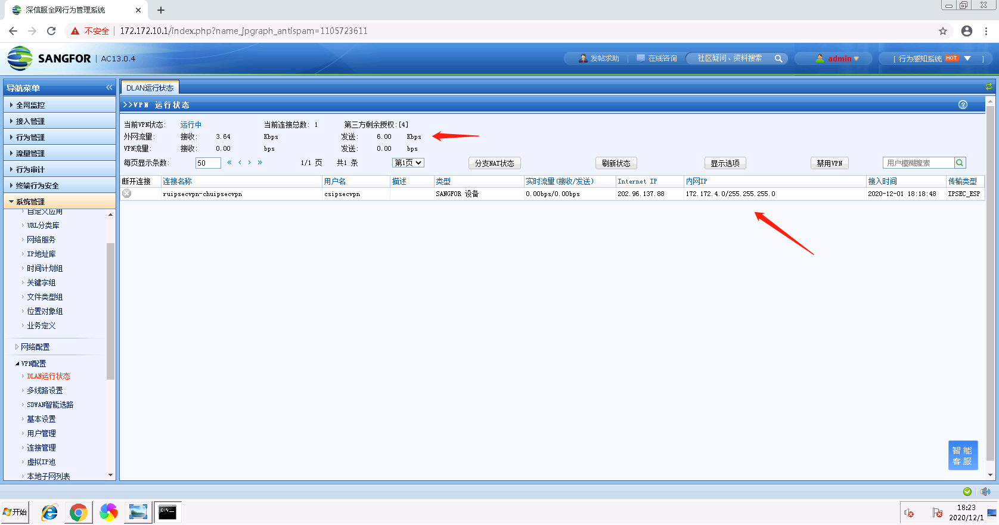 深信服全网行为管理系统
不安全 172.172.10.1/index.php?name_jpgraph_antispam=1105723611
SANGFOR | AC13.0.4
发帖求助 在线咨询 社区疑问、资料搜索 admin [ 行为感知系统 HOT ]
导航菜单
全网监控
接入管理
行为管理
流量管理
行为审计
终端行为安全
系统管理
自定义应用
URL分类库
网络服务
IP地址库
时间计划组
关键字组
文件类型组
位置对象组
业务定义
网络配置
VPN配置
DLAN运行状态
多线路设置
SDWAN智能选路
基本设置
用户管理
连接管理
虚拟IP池
本地子网列表
DLAN运行状态
>>VPN 运行状态
当前VPN状态: 运行中 当前连接总数: 1 第三方剩余授权:[4]
外网流量: 接收: 3.64 Kbps 发送: 6.00 Kbps
VPN流量: 接收: 0.00 bps 发送: 0.00 bps
每页显示条数: 50 « ‹ › » 1/1 页 共1 条 第1页 分支NAT状态 刷新状态 显示选项 禁用VPN 用户模糊搜索
断开连接 连接名称 用户名 描述 类型 实时流量(接收/发送) Internet IP 内网IP 接入时间 传输类型
ruipsecvpn-chuipsecvpn csipsecvpn SANGFOR 设备 0.00bps/0.00bps 202.96.137.88 172.172.4.0/255.255.255.0 2020-12-01 18:18:48 IPSEC_ESP
智能
客服
开始
C:\.
18:23
2020/12/1